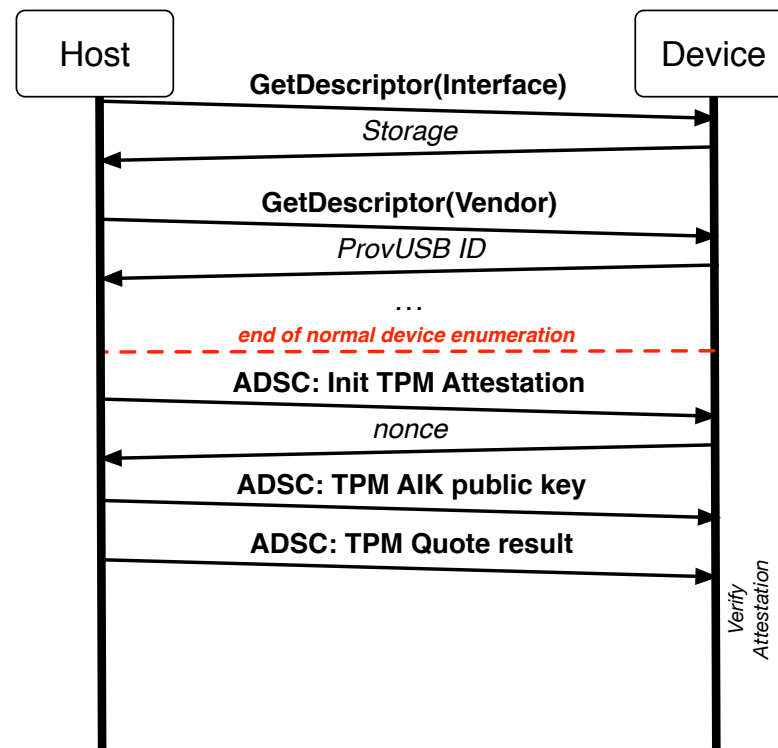 Host
Device
GetDescriptor(Interface)
Storage
GetDescriptor(Vendor)
ProvUSB ID
...
end of normal device enumeration
ADSC: Init TPM Attestation
nonce
ADSC: TPM AIK public key
ADSC: TPM Quote result
Verify
Attestation